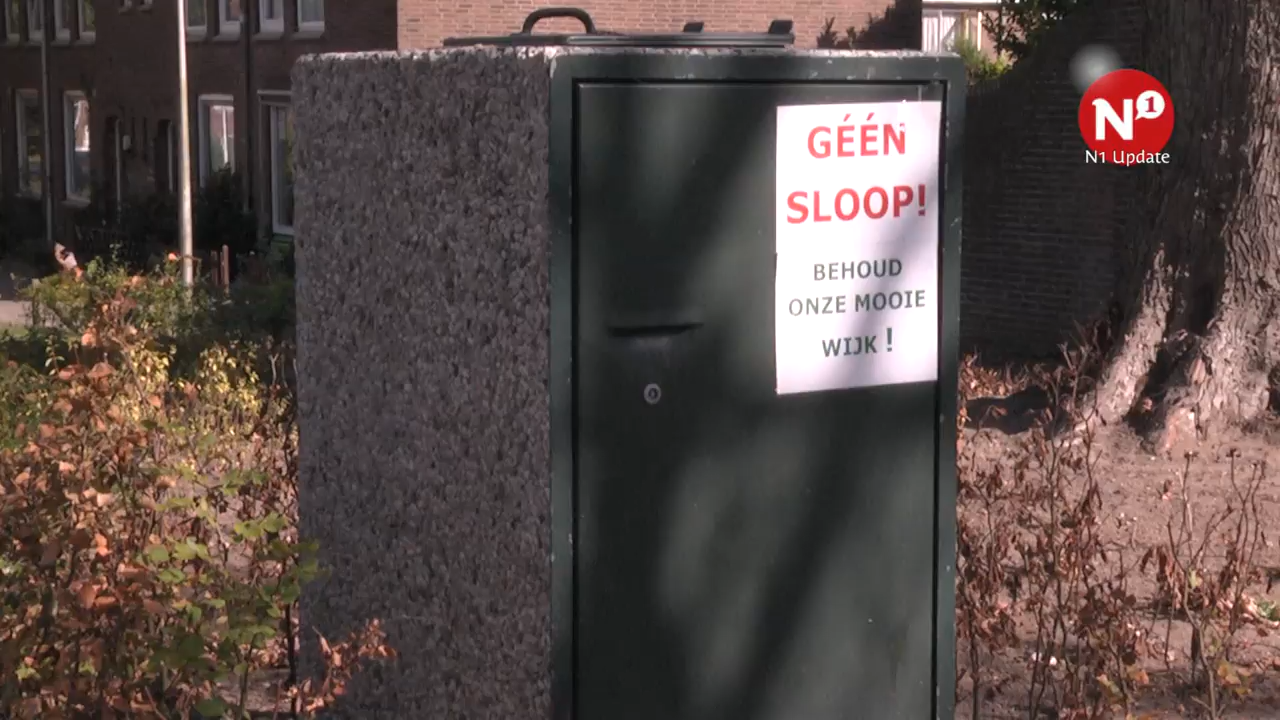 GÉÉN
SLOOP!
BEHOUD
ONZE MOOIE
WIJK !
N1
N1 Update